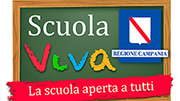 Scuola
Viva
REGIONE CAMPANIA
La scuola aperta a tutti